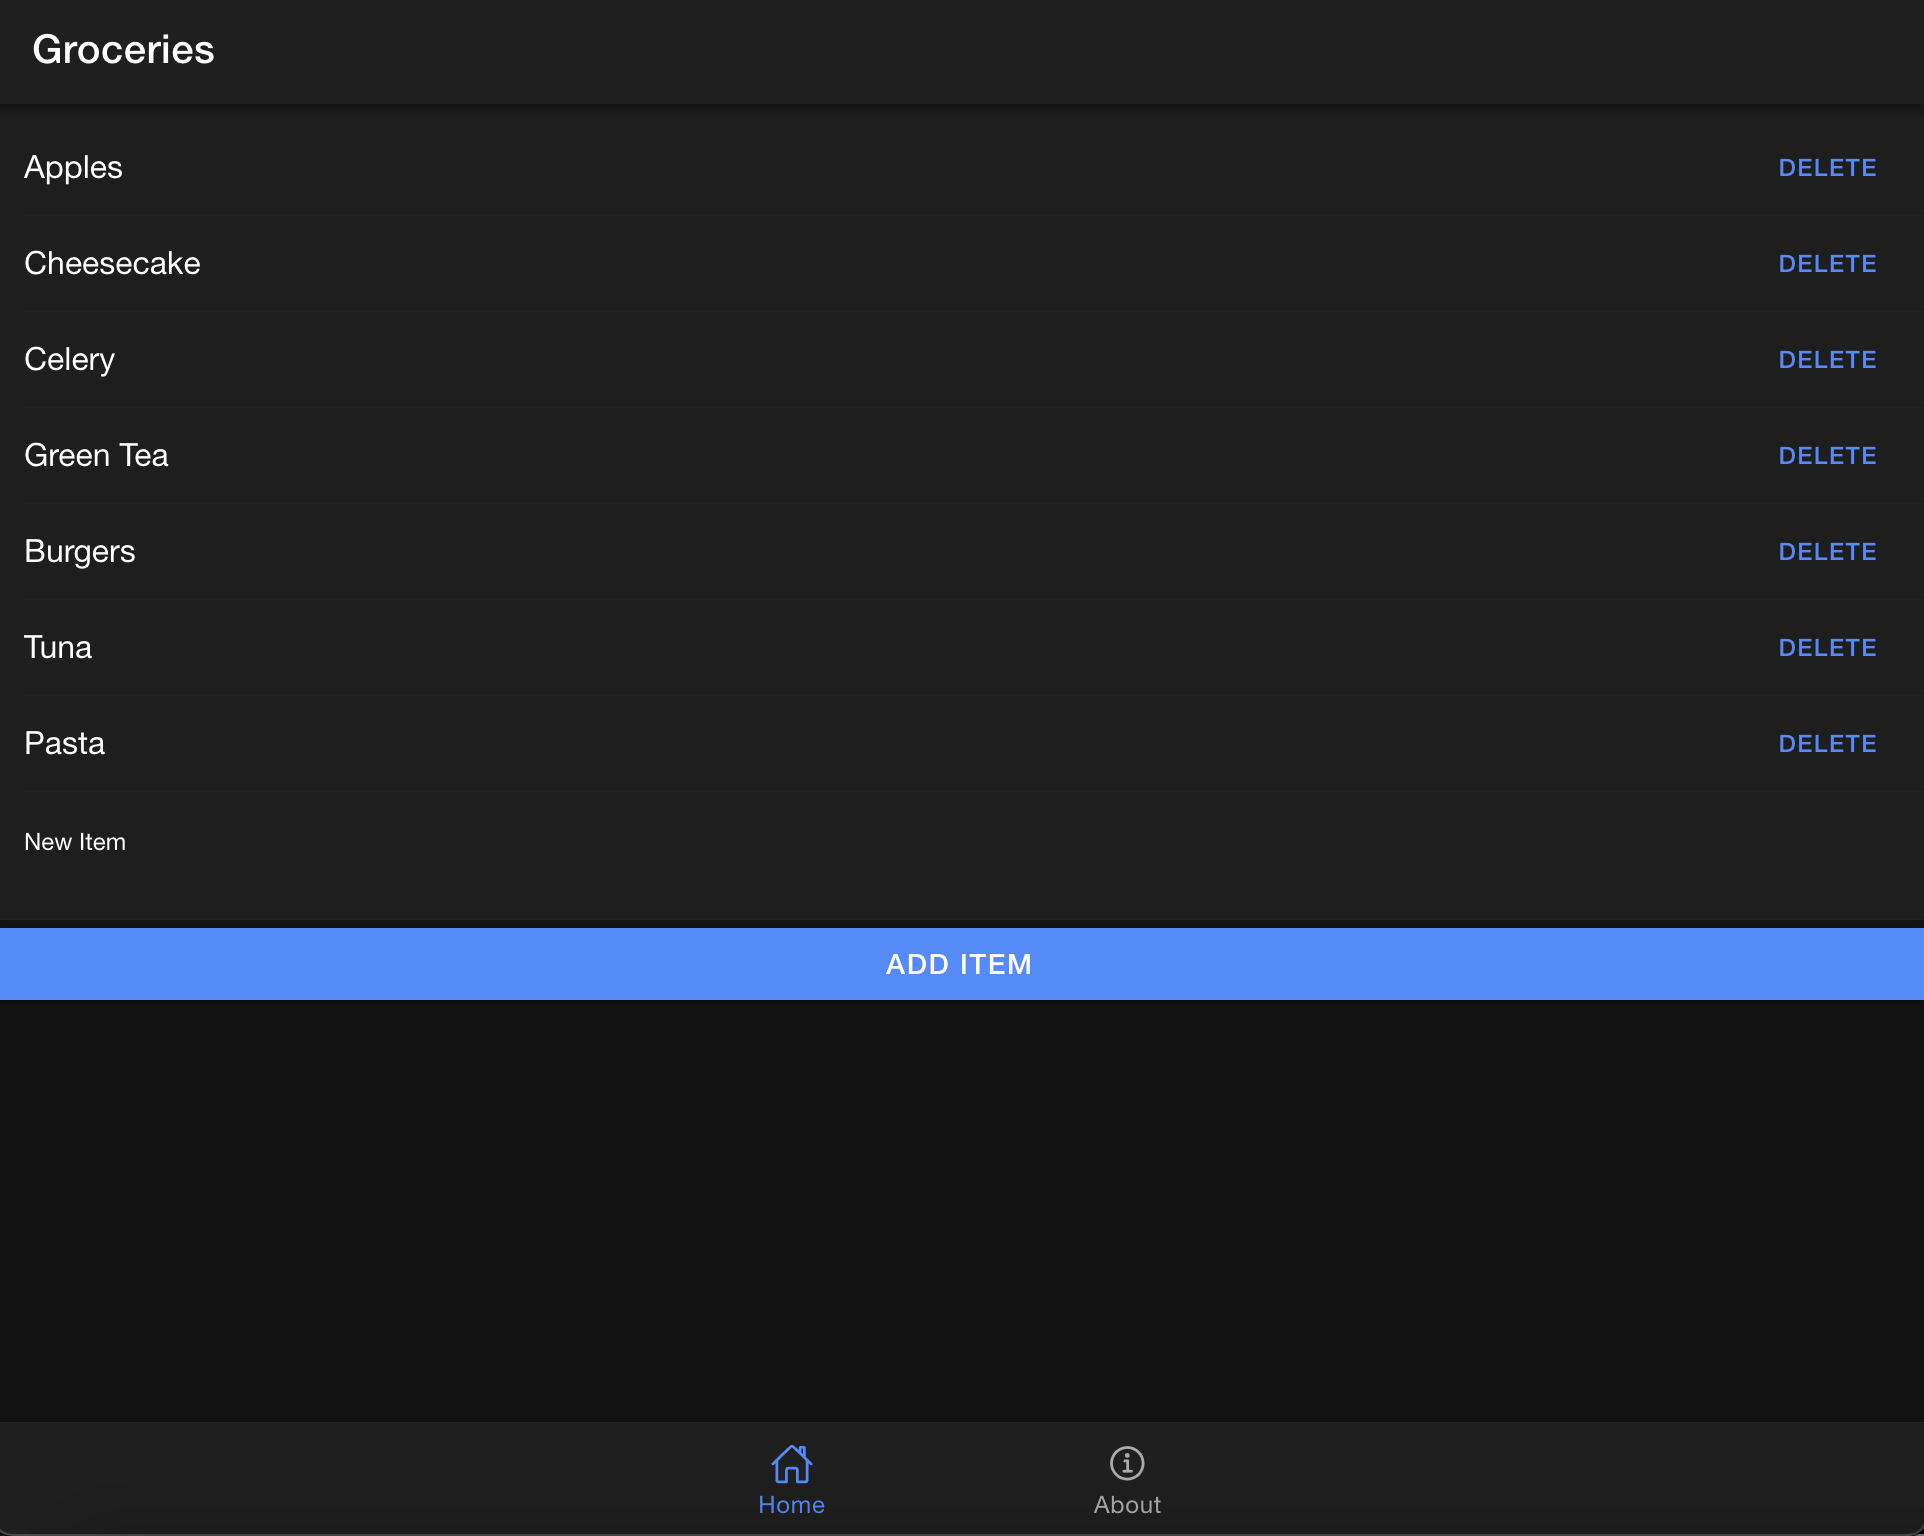 Groceries
Apples DELETE
Cheesecake DELETE
Celery DELETE
Green Tea DELETE
Burgers DELETE
Tuna DELETE
Pasta DELETE
New Item
ADD ITEM
Home About